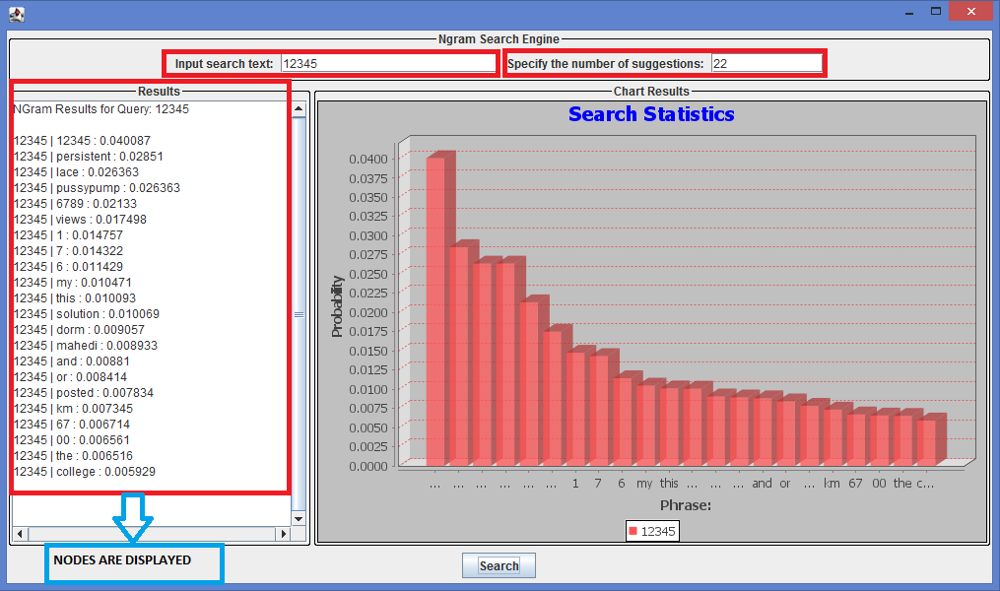 Ngram Search Engine
Input search text: 12345
Specify the number of suggestions: 22
Results
NGram Results for Query: 12345
12345 | 12345 : 0.040087
12345 | persistent : 0.02851
12345 | lace : 0.026363
12345 | pussypump : 0.026363
12345 | 6789 : 0.02133
12345 | views : 0.017498
12345 | 1 : 0.014757
12345 | 7 : 0.014322
12345 | 6 : 0.011429
12345 | my : 0.010471
12345 | this : 0.010093
12345 | solution : 0.010069
12345 | dorm : 0.009057
12345 | mahedi : 0.008933
12345 | and : 0.00881
12345 | or : 0.008414
12345 | posted : 0.007834
12345 | km : 0.007345
12345 | 67 : 0.006714
12345 | 00 : 0.006561
12345 | the : 0.006516
12345 | college : 0.005929
NODES ARE DISPLAYED
Chart Results
Search Statistics
Probability
0.0400
0.0375
0.0350
0.0325
0.0300
0.0275
0.0250
0.0225
0.0200
0.0175
0.0150
0.0125
0.0100
0.0075
0.0050
0.0025
0.0000
... ... ... ... ... ... 1 7 6 my this ... ... ... and or ... km 67 00 the c...
Phrase:
12345
Search